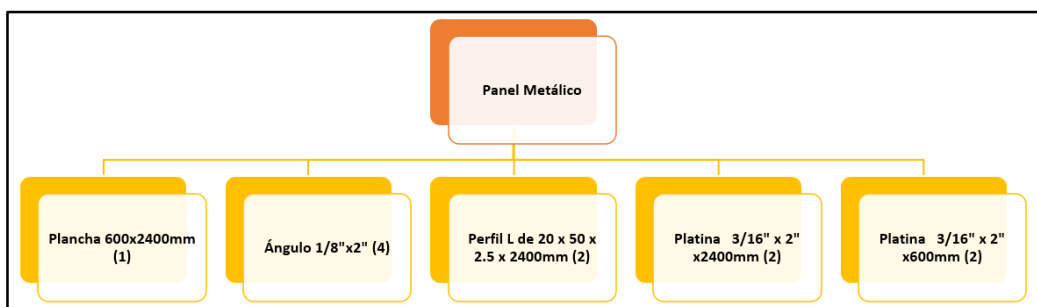 Panel Metálico
Plancha 600x2400mm
(1)
Ángulo 1/8"x2" (4)
Perfil L de 20 x 50 x
2.5 x 2400mm (2)
Platina 3/16" x 2"
x2400mm (2)
Platina 3/16" x 2"
x600mm (2)